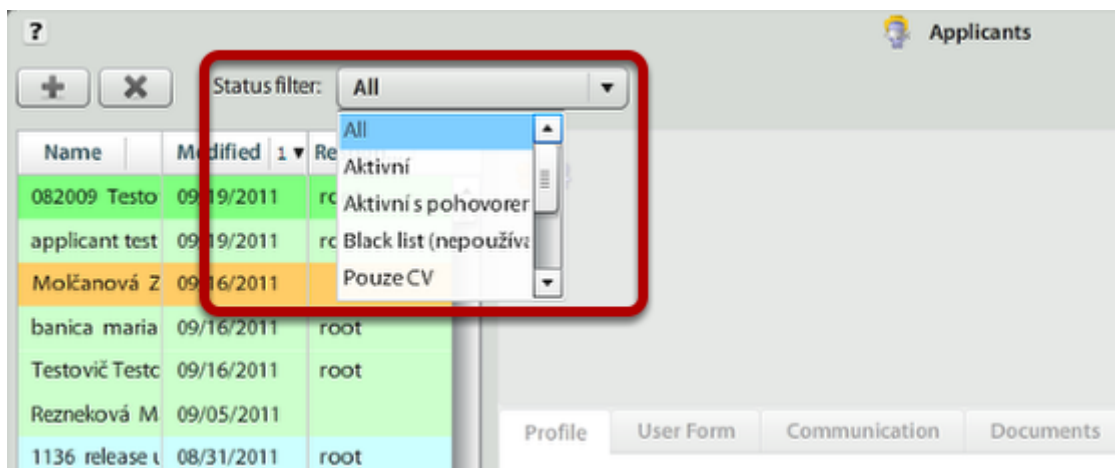 ?
Applicants
Status filter: All
All
Aktivní
Aktivní s pohovorer
Black list (nepoužíva
Pouze CV
Name Modified 1 Re
082009 Testo 09/19/2011
applicant test 09/19/2011
Molčanová Z 09/16/2011
banica maria 09/16/2011 root
Testovič Testo 09/16/2011 root
Rezneková M 09/05/2011
1136 release u 08/31/2011 root
Profile User Form Communication Documents